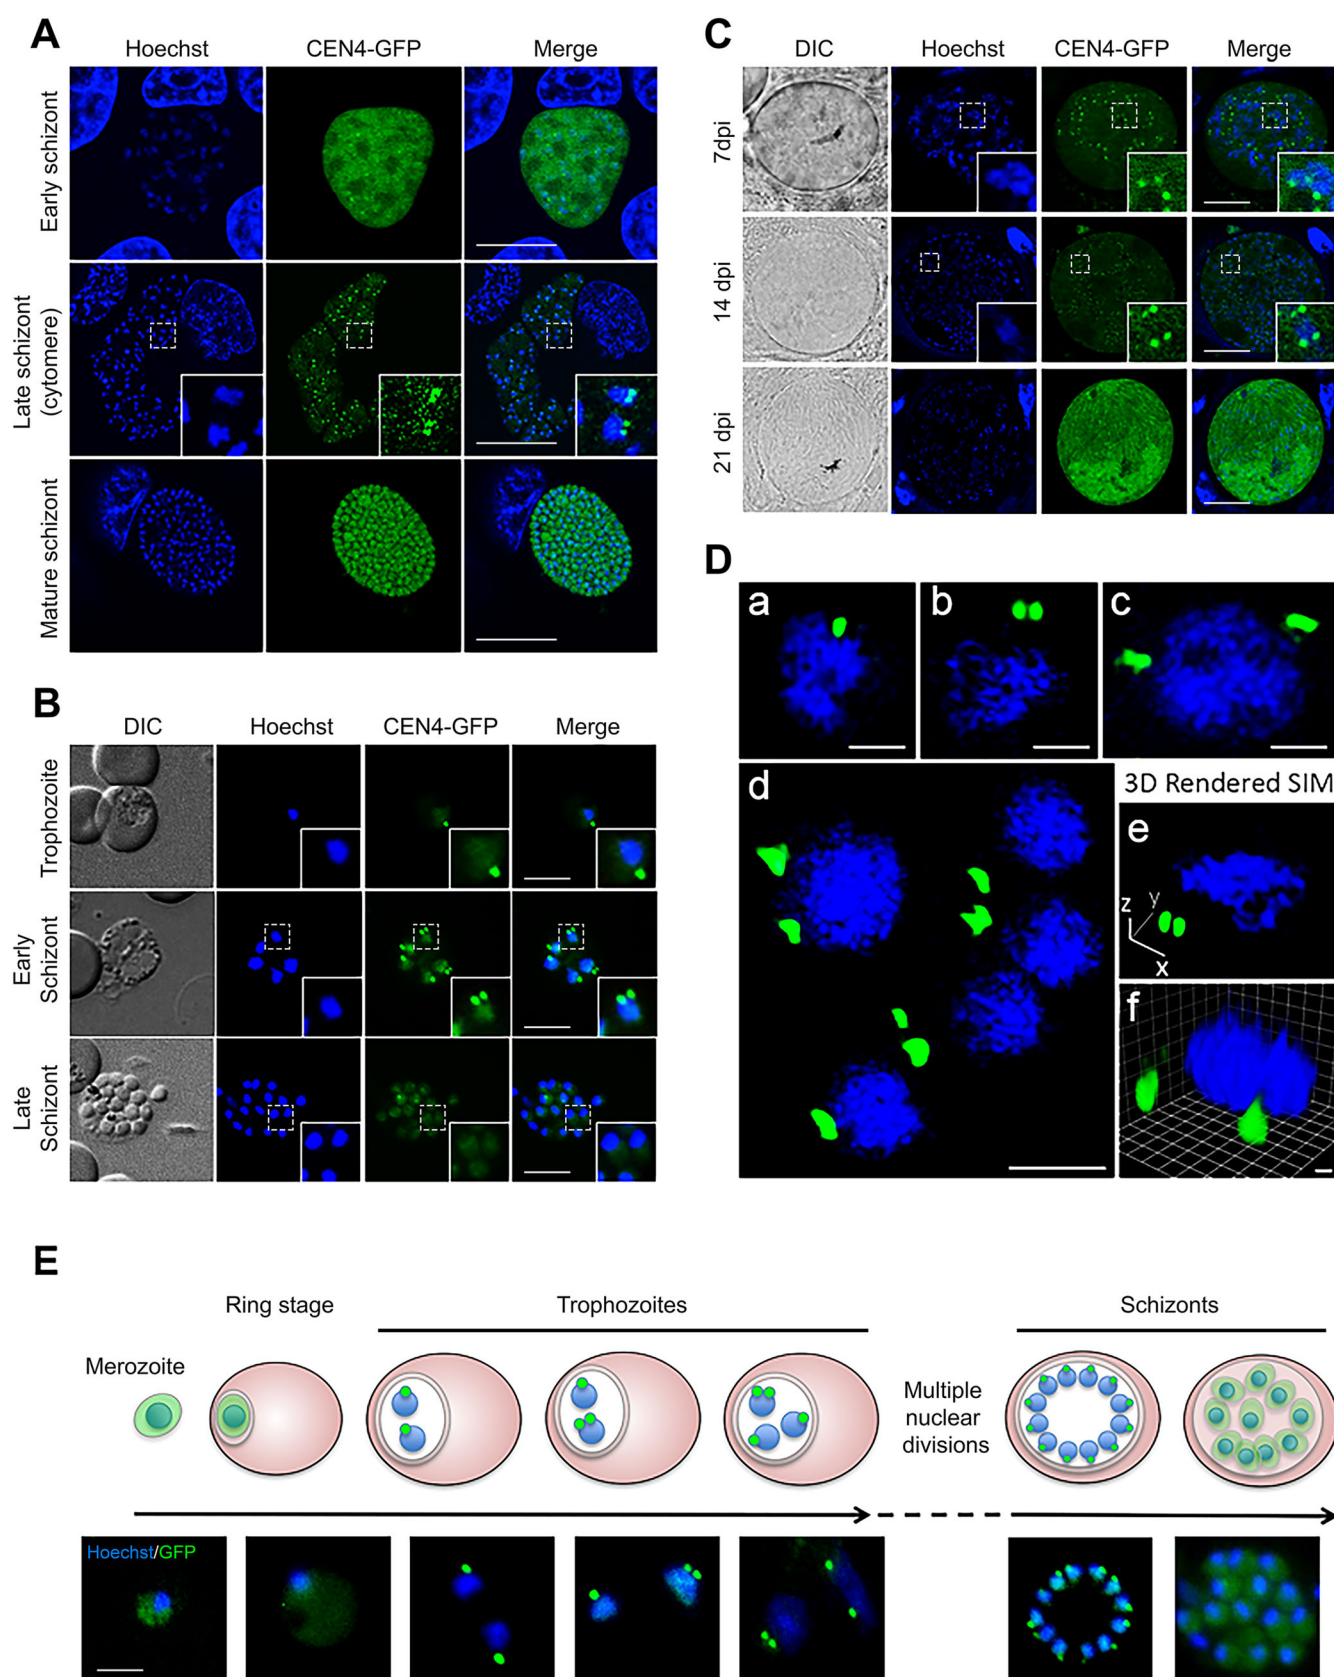 A
Hoechst
CEN4-GFP
Merge
Early schizont
Late schizont
(cytomere)
Mature schizont
B
DIC
Hoechst
CEN4-GFP
Merge
Trophozoite
Early
Schizont
Late
Schizont
C
DIC
Hoechst
CEN4-GFP
Merge
7dpi
14 dpi
21 dpi
D
a
b
c
d
3D Rendered SIM
e
z
y
x
f
E
Ring stage
Trophozoites
Schizonts
Merozoite
Multiple
nuclear
divisions
Hoechst/GFP